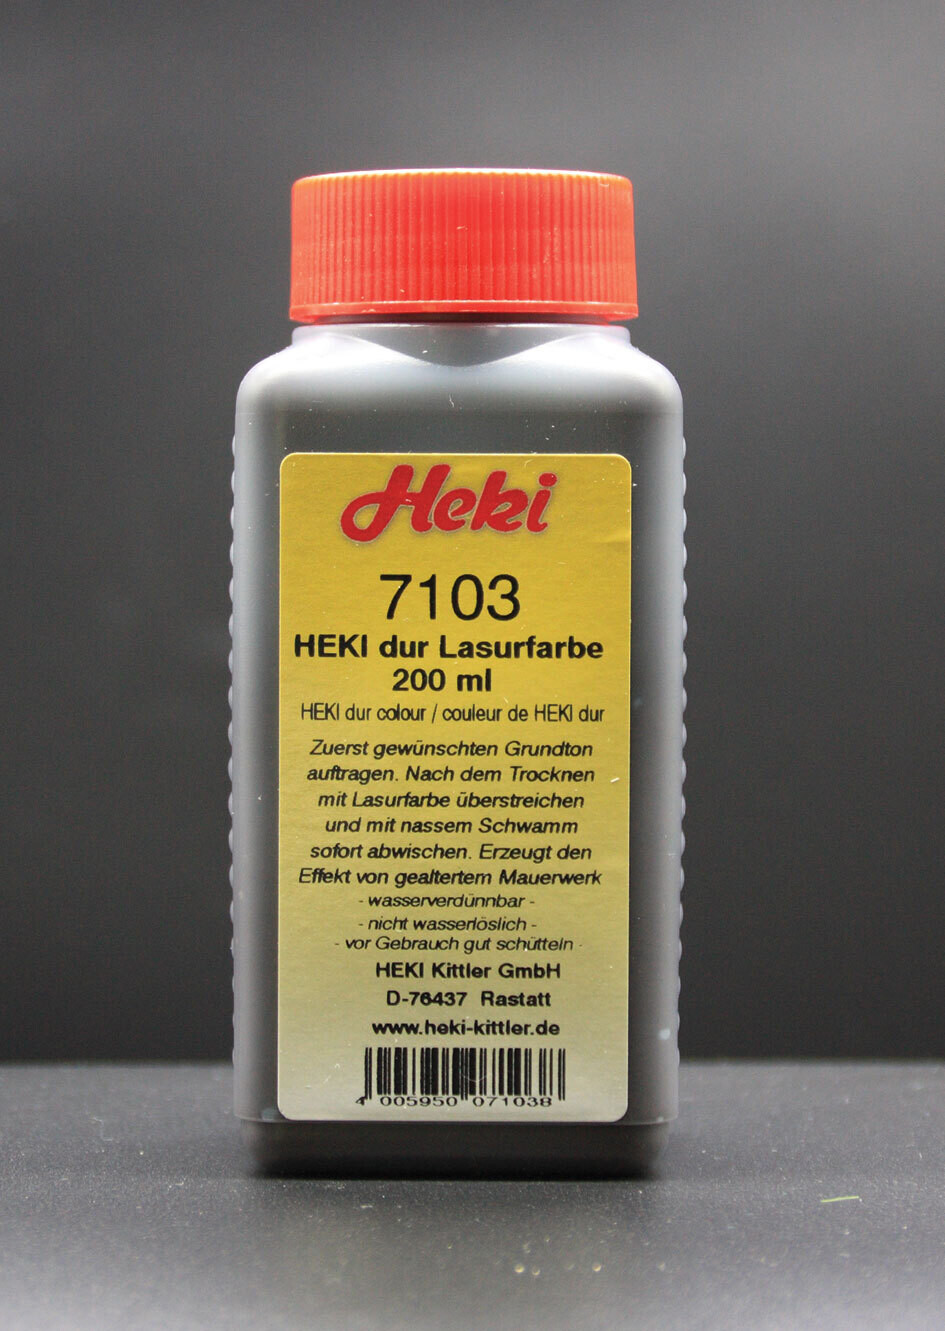 Heki
7103
HEKI dur Lasurfarbe
200 ml
HEKI dur colour / couleur de HEKI dur
Zuerst gewünschten Grundton
auftragen. Nach dem Trocknen
mit Lasurfarbe überstreichen
und mit nassem Schwamm
sofort abwischen. Erzeugt den
Effekt von gealtertem Mauerwerk
- wasserverdünnbar -
- nicht wasserlöslich -
- vor Gebrauch gut schütteln -
HEKI Kittler GmbH
D-76437 Rastatt
www.heki-kittler.de
4 005950 071038